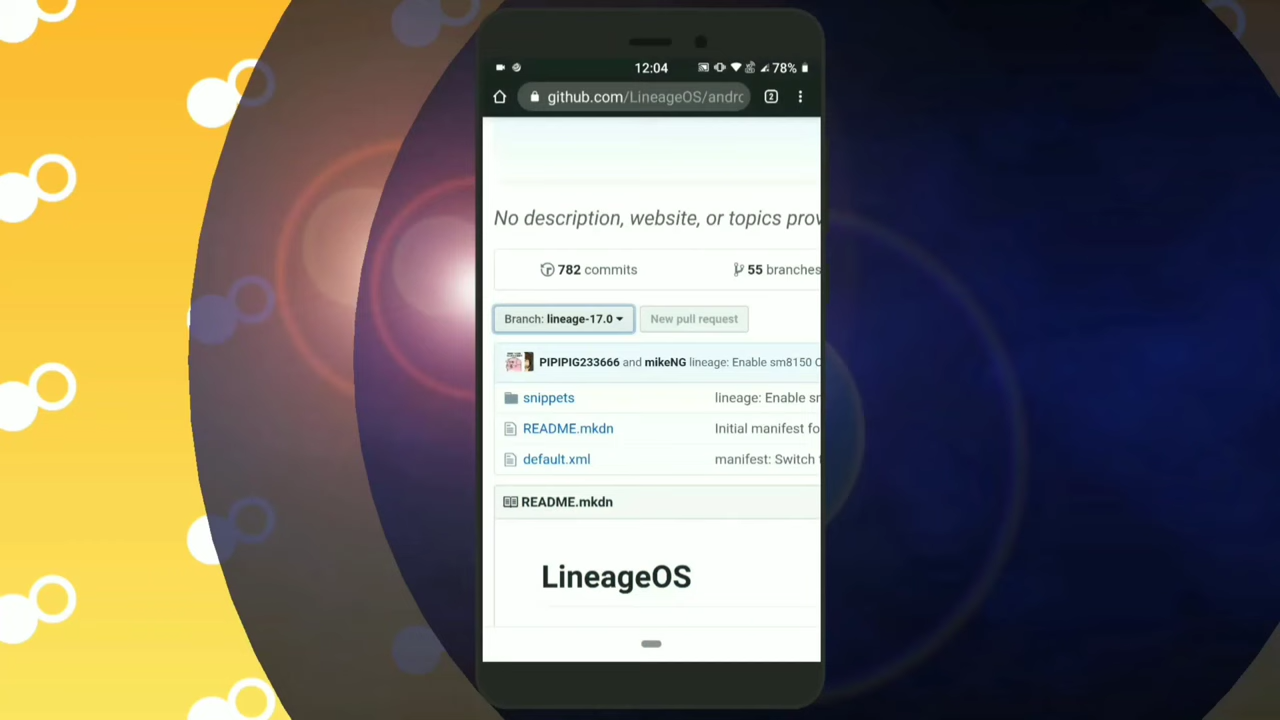 12:04
78%
github.com/LineageOS/andro
2
No description, website, or topics prov
782 commits
55 branches
Branch: lineage-17.0
New pull request
PIPIPIG233666 and mikeNG lineage: Enable sm8150
snippets
lineage: Enable
README.mkdn
Initial manifest fo
default.xml
manifest: Switch
README.mkdn
LineageOS